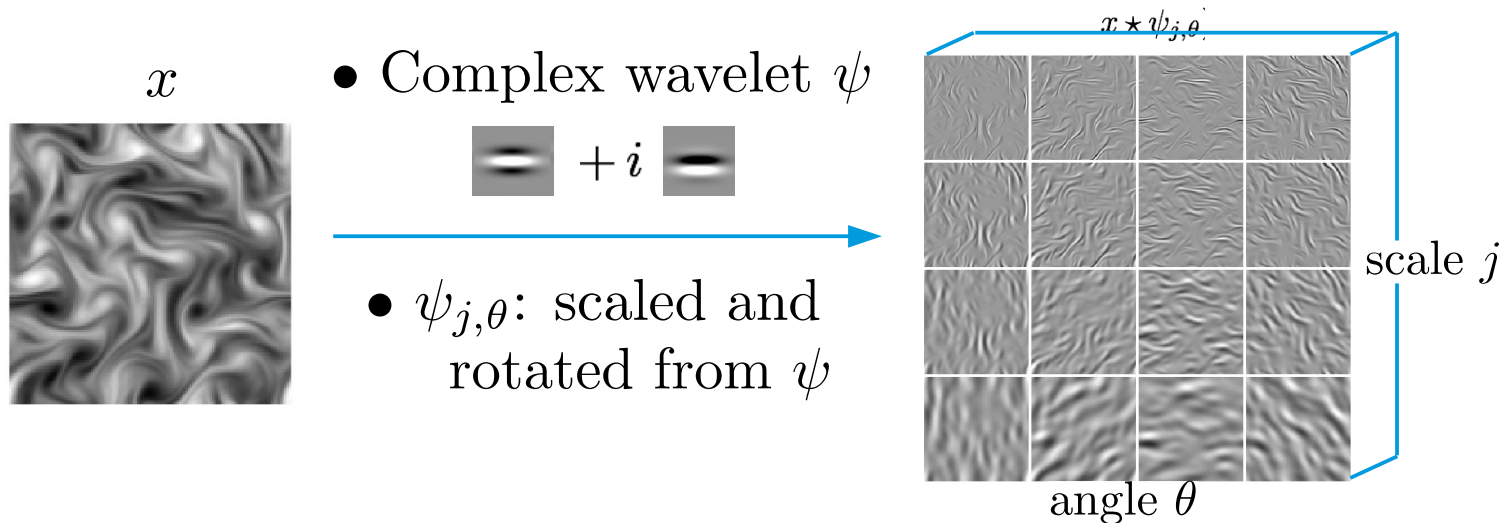 x
• Complex wavelet ψ
+ i
• ψ_{j,θ}: scaled and
rotated from ψ
x ⋆ ψ_{j,θ}
scale j
angle θ